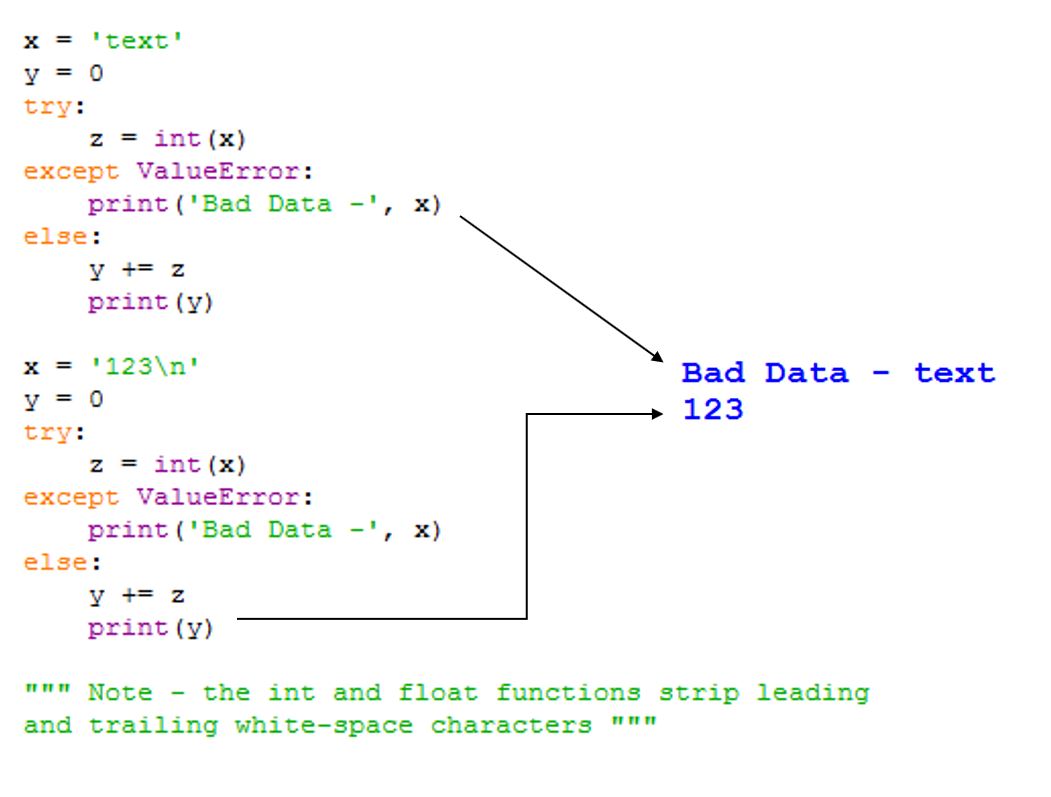 x = 'text'
y = 0
try:
    z = int(x)
except ValueError:
    print('Bad Data -', x)
else:
    y += z
    print(y)
x = '123\n'
y = 0
try:
    z = int(x)
except ValueError:
    print('Bad Data -', x)
else:
    y += z
    print(y)
""" Note - the int and float functions strip leading
and trailing white-space characters """
Bad Data - text
123